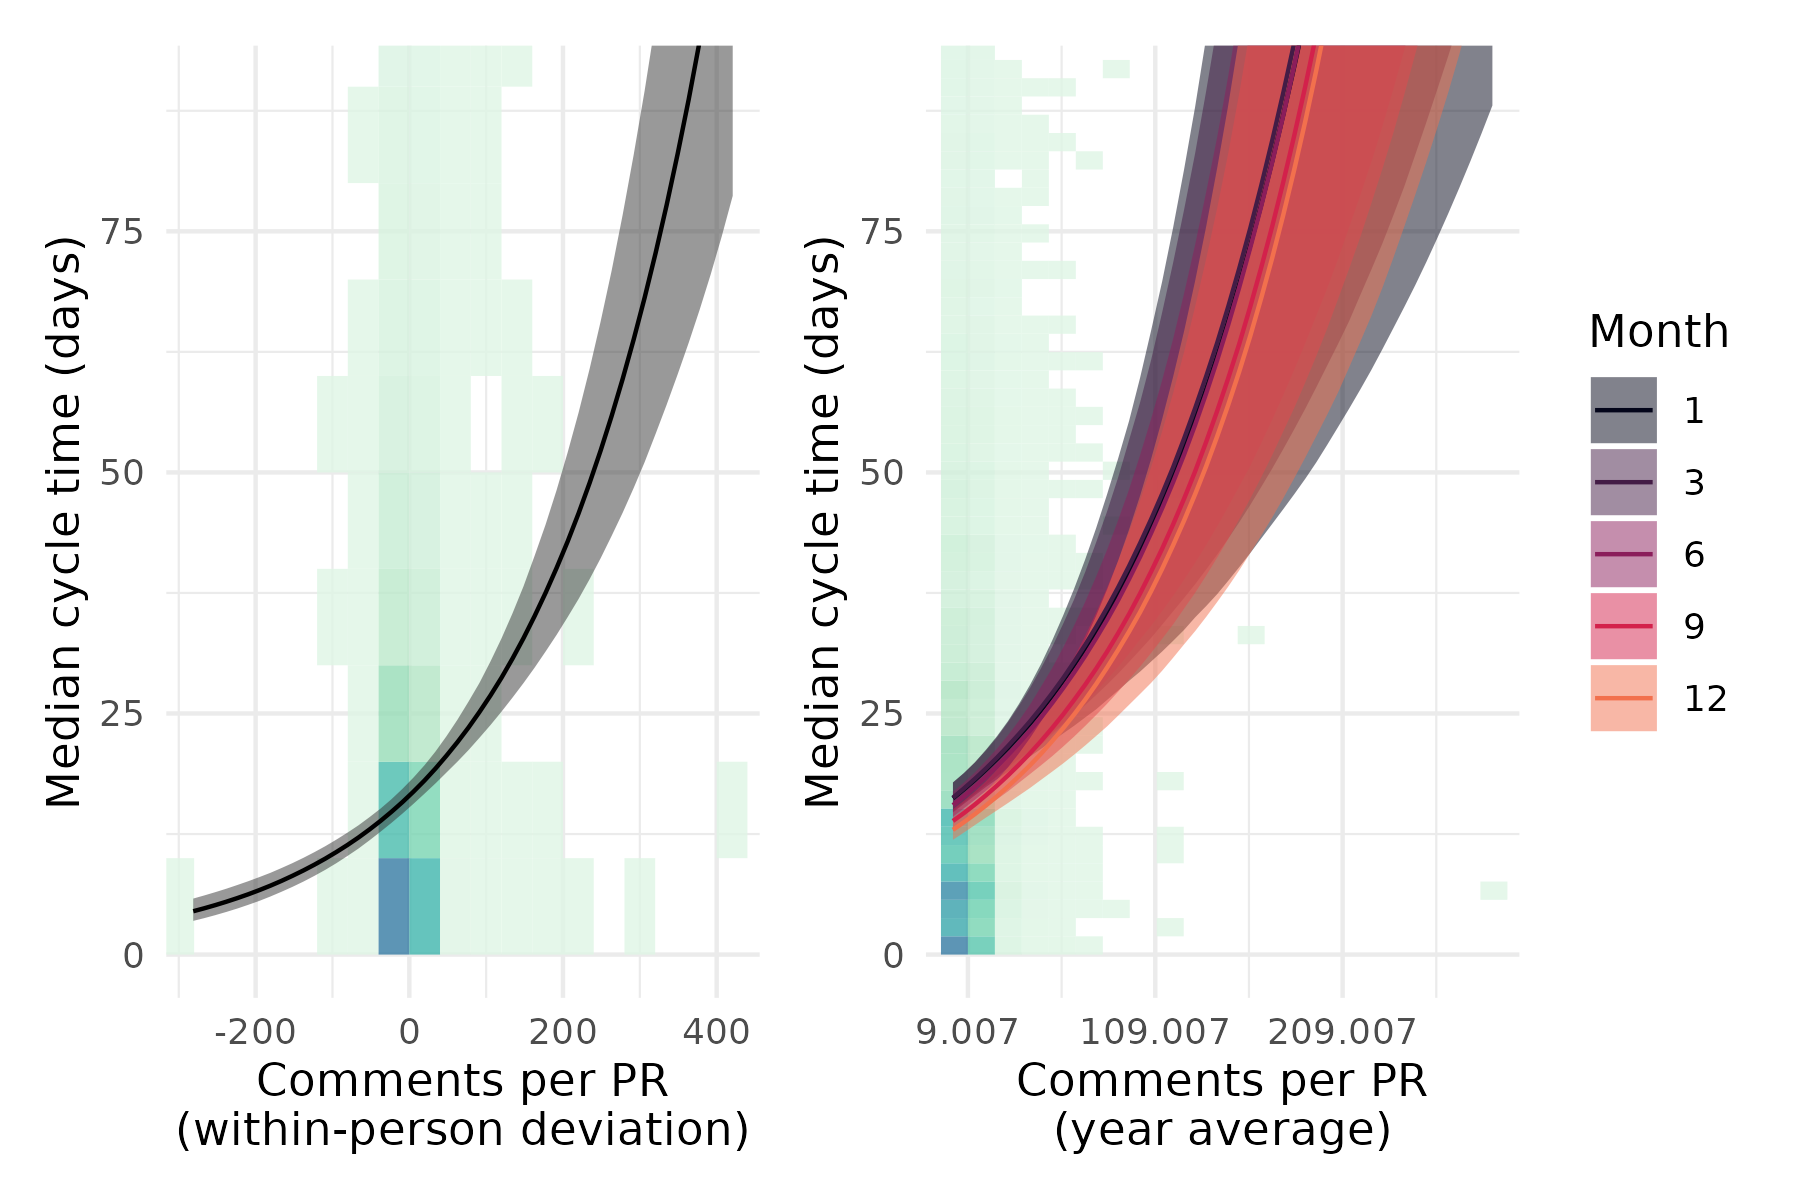 Median cycle time (days)
75
50
25
0
-200 0 200 400
Comments per PR
(within-person deviation)
Median cycle time (days)
75
50
25
0
9.007 109.007 209.007
Comments per PR
(year average)
Month
1
3
6
9
12